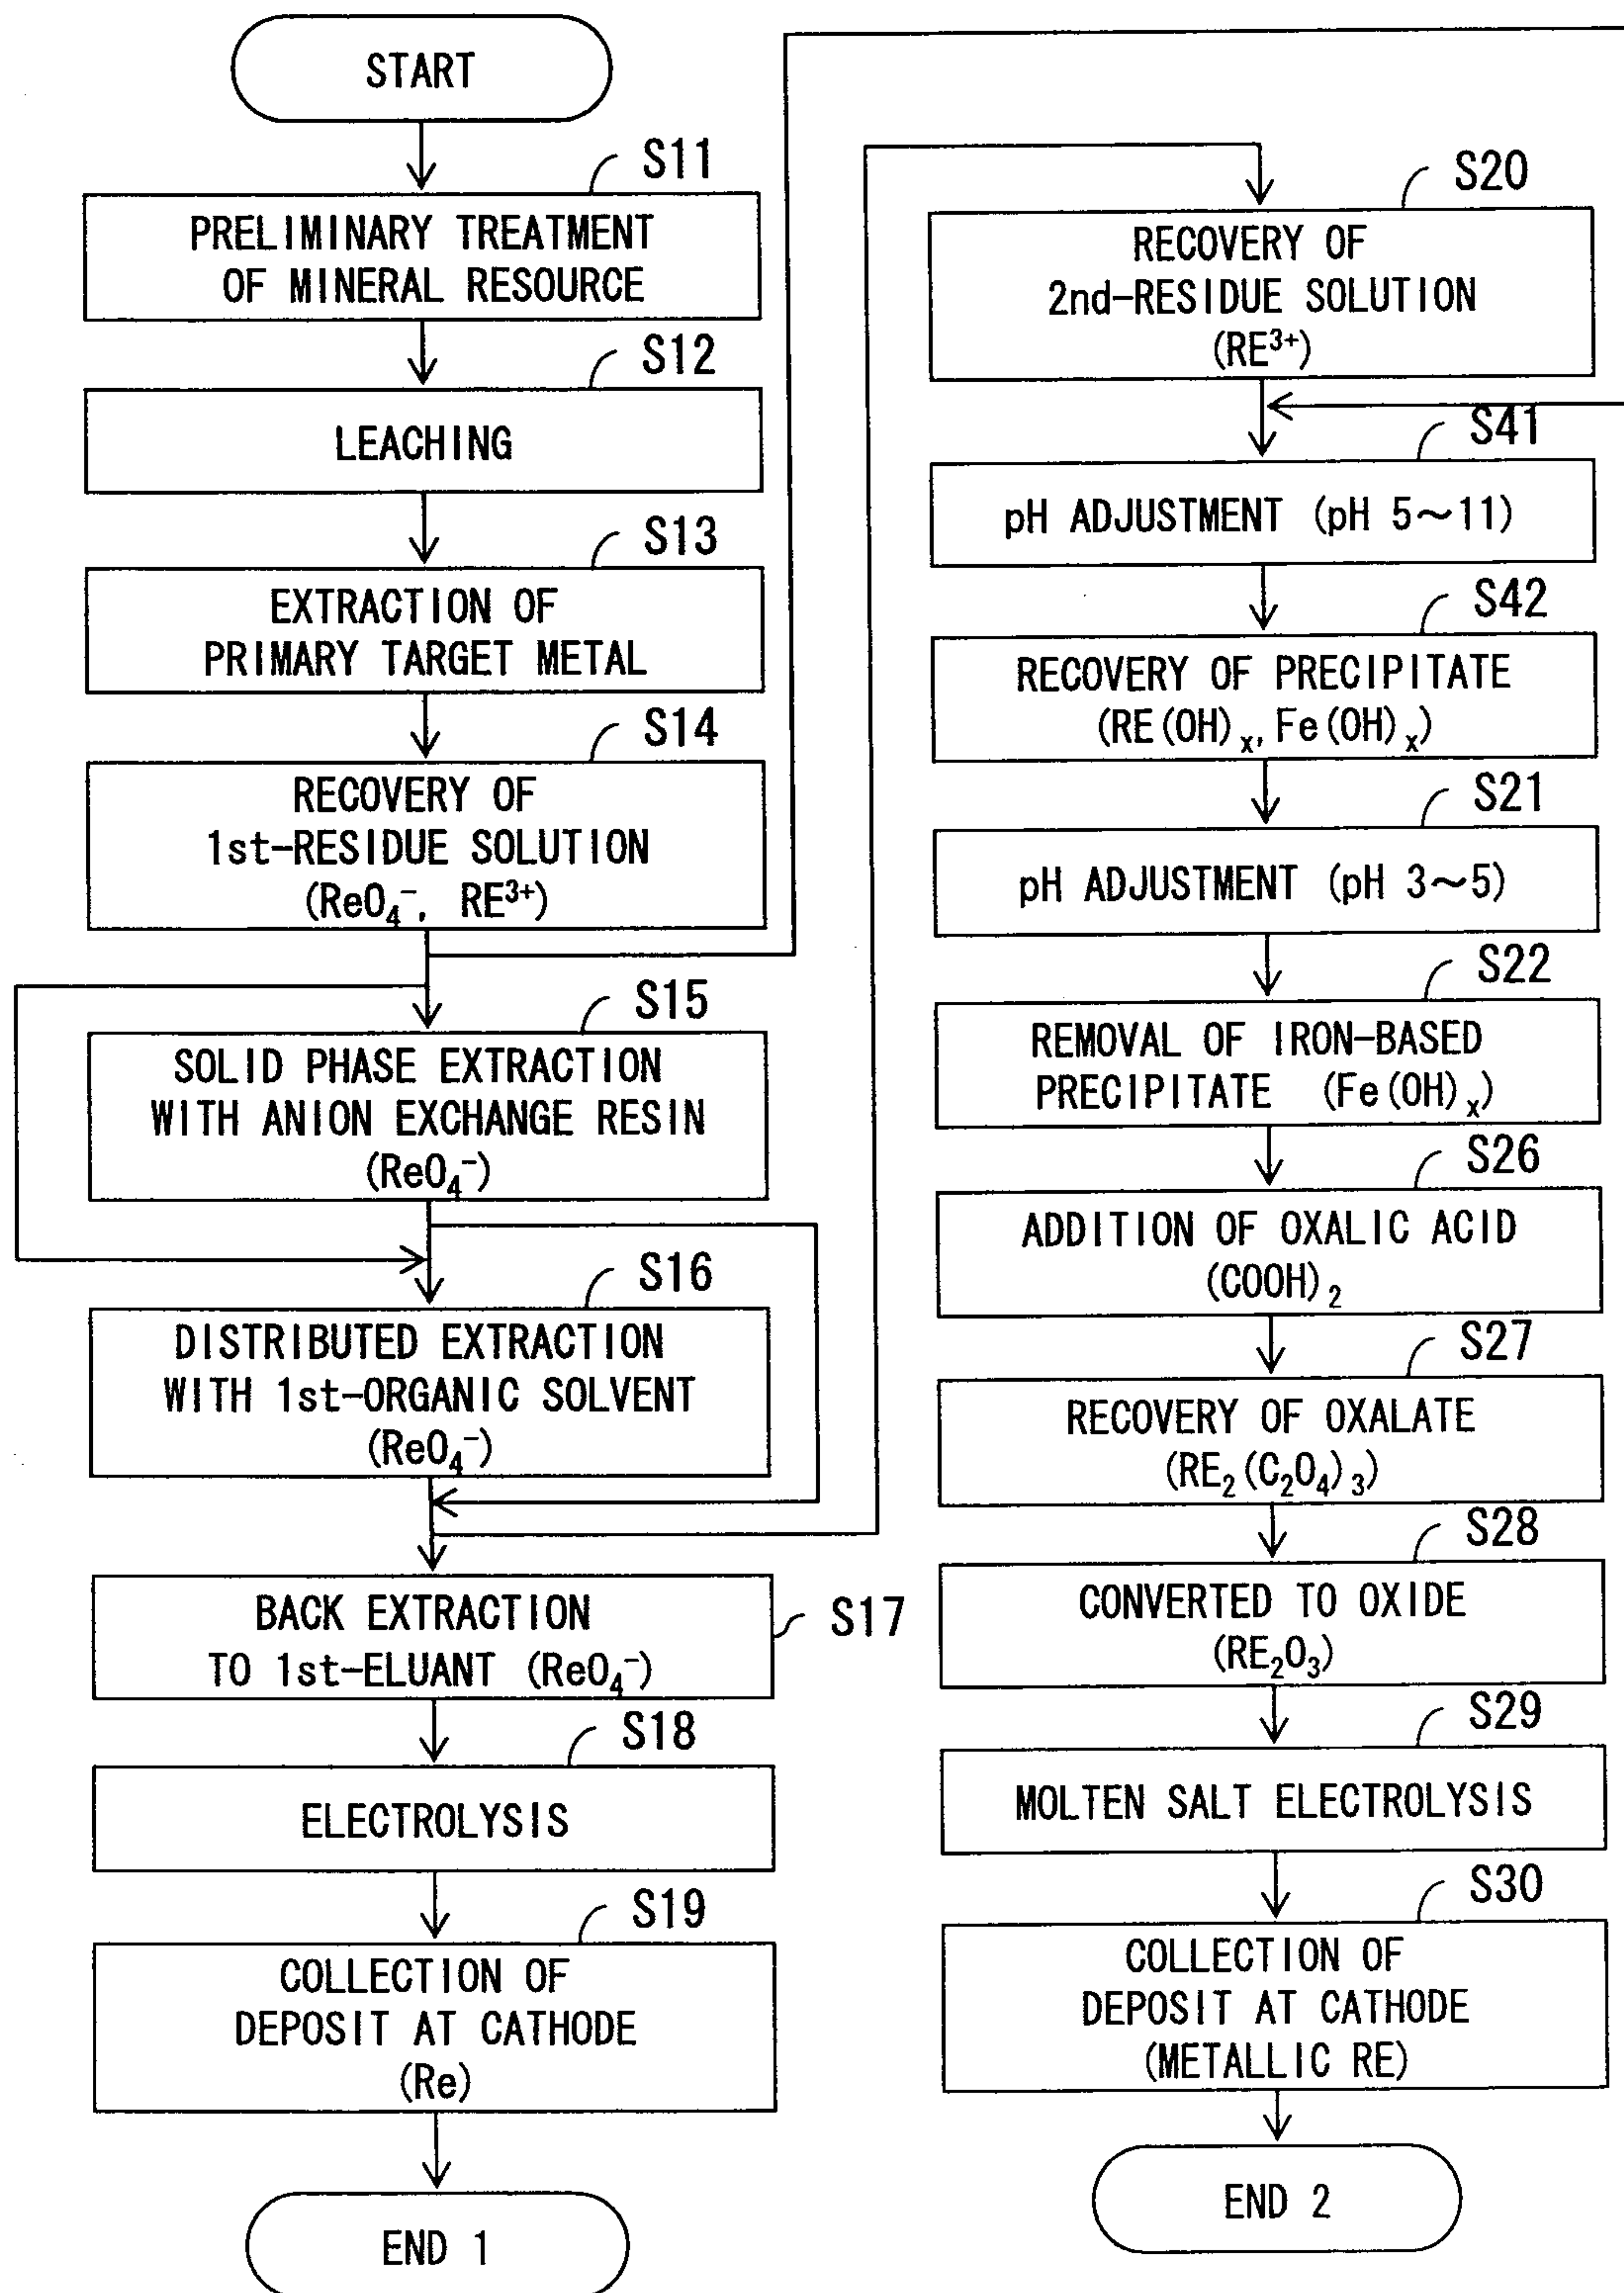 START
S11
PRELIMINARY TREATMENT
OF MINERAL RESOURCE
S12
LEACHING
S13
EXTRACTION OF
PRIMARY TARGET METAL
S14
RECOVERY OF
1st-RESIDUE SOLUTION
(ReO₄⁻, RE³⁺)
S15
SOLID PHASE EXTRACTION
WITH ANION EXCHANGE RESIN
(ReO₄⁻)
S16
DISTRIBUTED EXTRACTION
WITH 1st-ORGANIC SOLVENT
(ReO₄⁻)
S17
BACK EXTRACTION
TO 1st-ELUANT (ReO₄⁻)
S18
ELECTROLYSIS
S19
COLLECTION OF
DEPOSIT AT CATHODE
(Re)
END 1
S20
RECOVERY OF
2nd-RESIDUE SOLUTION
(RE³⁺)
S41
pH ADJUSTMENT (pH 5~11)
S42
RECOVERY OF PRECIPITATE
(RE(OH)ₓ, Fe(OH)ₓ)
S21
pH ADJUSTMENT (pH 3~5)
S22
REMOVAL OF IRON-BASED
PRECIPITATE (Fe(OH)ₓ)
S26
ADDITION OF OXALIC ACID
(COOH)₂
S27
RECOVERY OF OXALATE
(RE₂(C₂O₄)₃)
S28
CONVERTED TO OXIDE
(RE₂O₃)
S29
MOLTEN SALT ELECTROLYSIS
S30
COLLECTION OF
DEPOSIT AT CATHODE
(METALLIC RE)
END 2